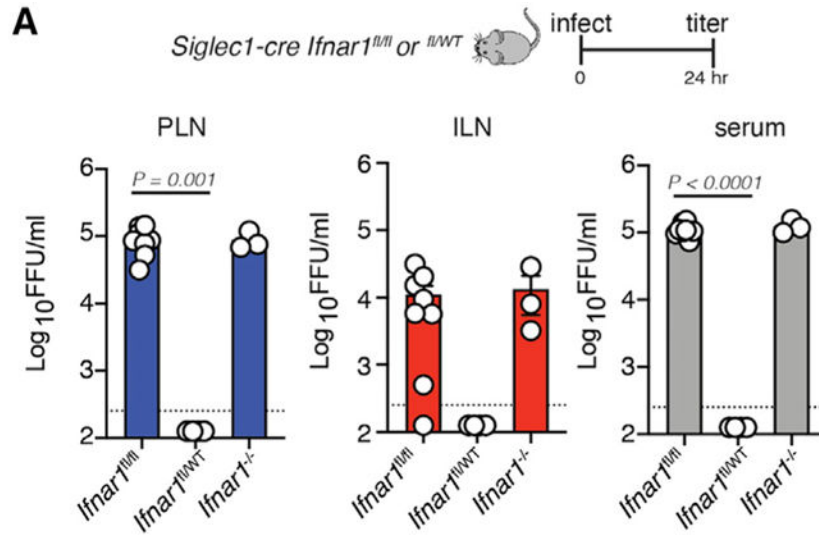 A
Siglec1-cre Ifnar1fl/fl or fl/WT
infect titer
0 24 hr
PLN
Log10FFU/ml
6
5
4
3
2
P = 0.001
Ifnar1fl/fl
Ifnar1fl/WT
Ifnar1-/-
ILN
Log10FFU/ml
6
5
4
3
2
Ifnar1fl/fl
Ifnar1fl/WT
Ifnar1-/-
serum
Log10FFU/ml
6
5
4
3
2
P < 0.0001
Ifnar1fl/fl
Ifnar1fl/WT
Ifnar1-/-